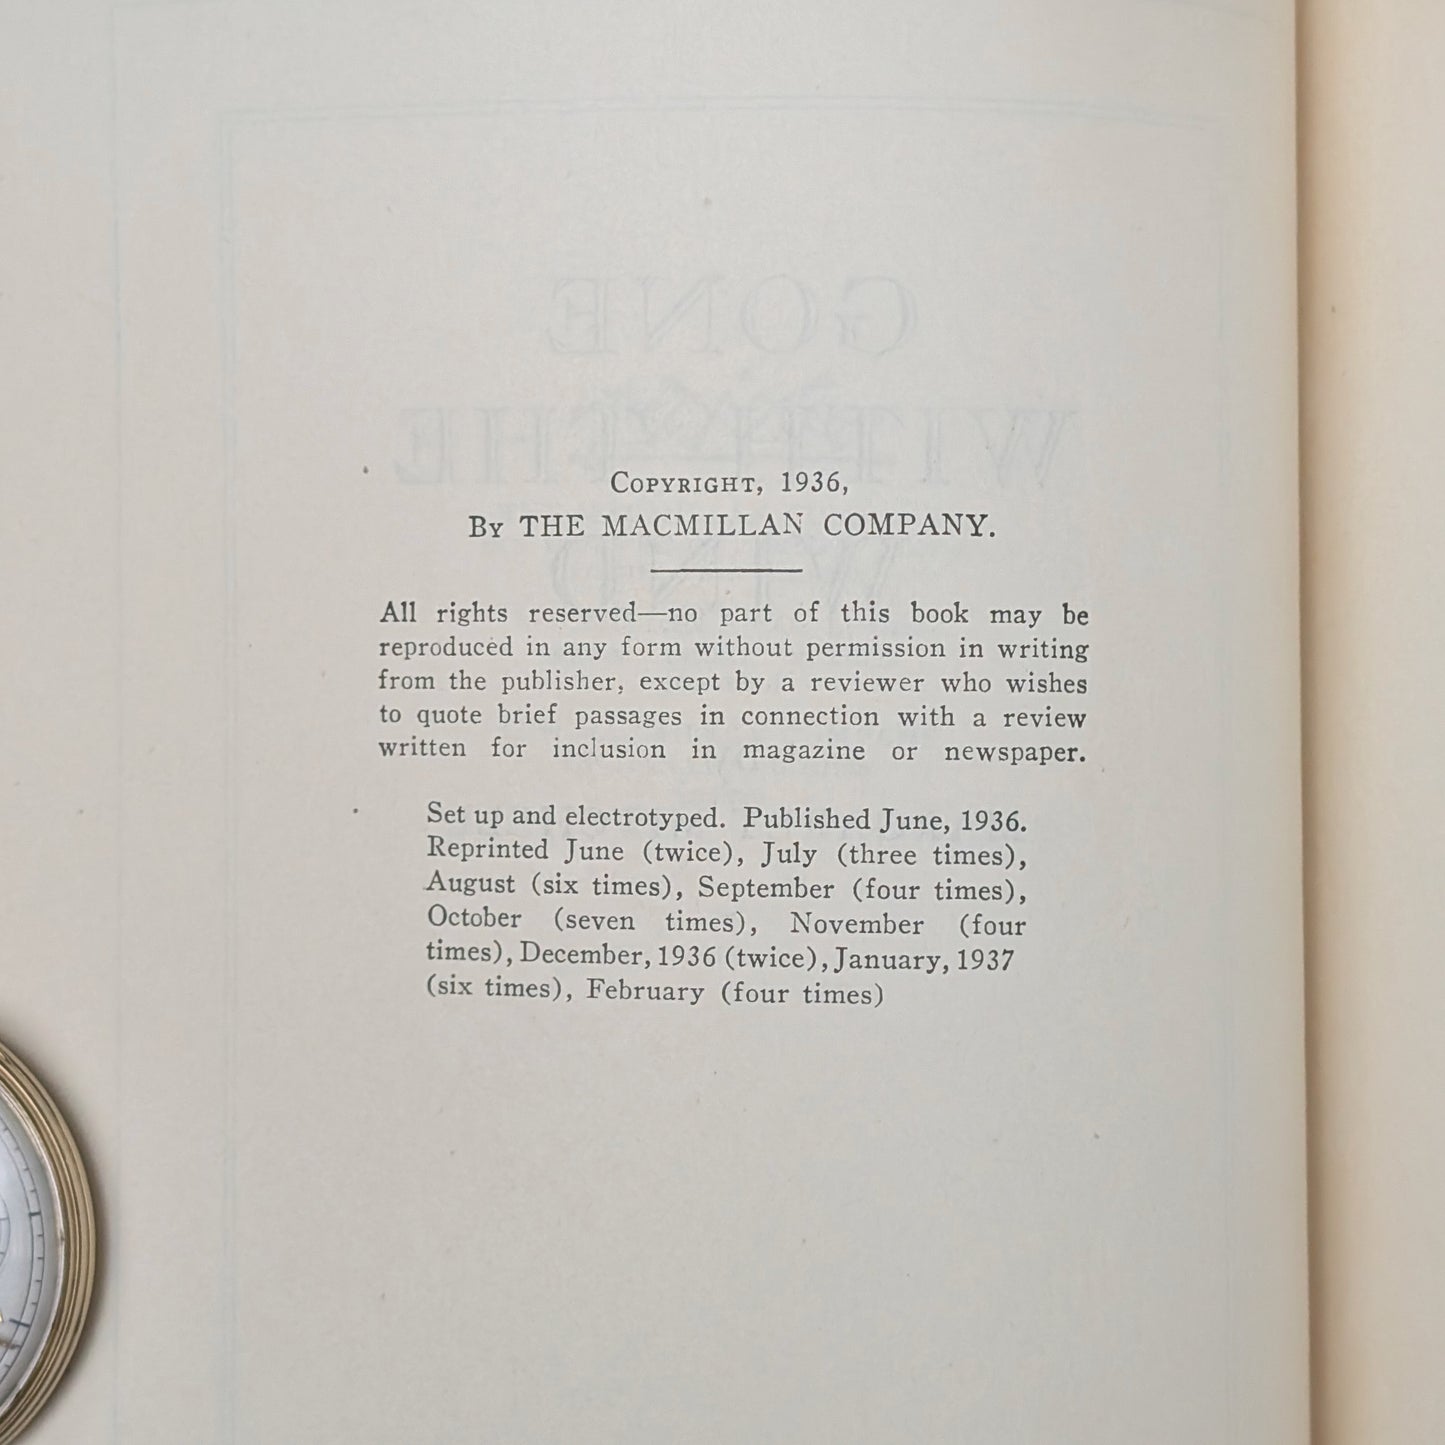 GONE
WITH THE
WIND
COPYRIGHT, 1936,
BY THE MACMILLAN COMPANY.
All rights reserved—no part of this book may be
reproduced in any form without permission in writing
from the publisher, except by a reviewer who wishes
to quote brief passages in connection with a review
written for inclusion in magazine or newspaper.
Set up and electrotyped. Published June, 1936.
Reprinted June (twice), July (three times),
August (six times), September (four times),
October (seven times), November (four
times), December, 1936 (twice), January, 1937
(six times), February (four times)